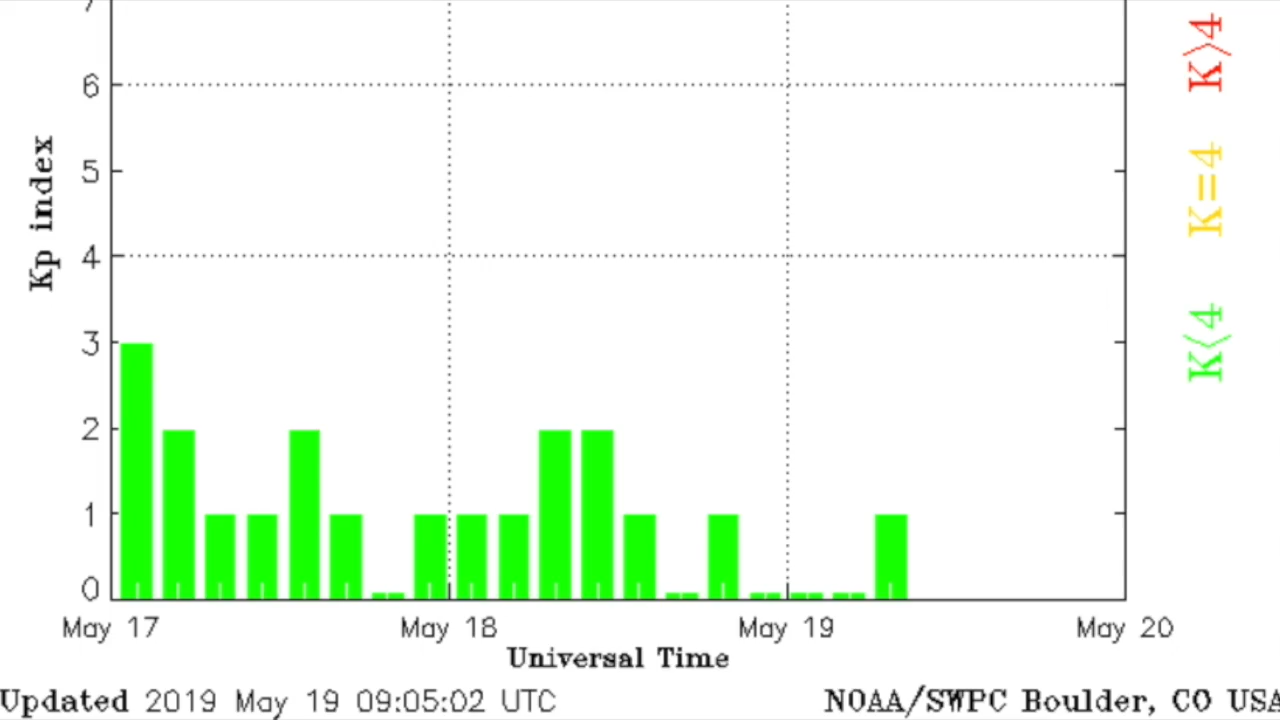 7
6
5
4
3
2
1
0
Kp index
May 17 May 18 May 19 May 20
Universal Time
Updated 2019 May 19 09:05:02 UTC
NOAA/SWPC Boulder, CO USA
K>4
K=4
K<4